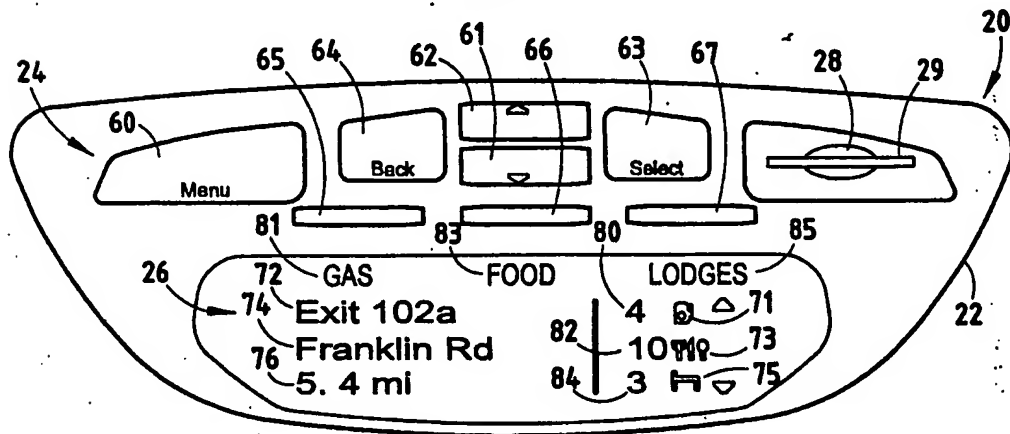 61
20
64 62 66 63 67 28 29
65
24
60
Back Select
Menu
81 83 80 85
GAS FOOD LODGES
26 72
Exit 102a 4 71
74 22
Franklin Rd 82 10 73
76
5. 4 mi 84 3 75